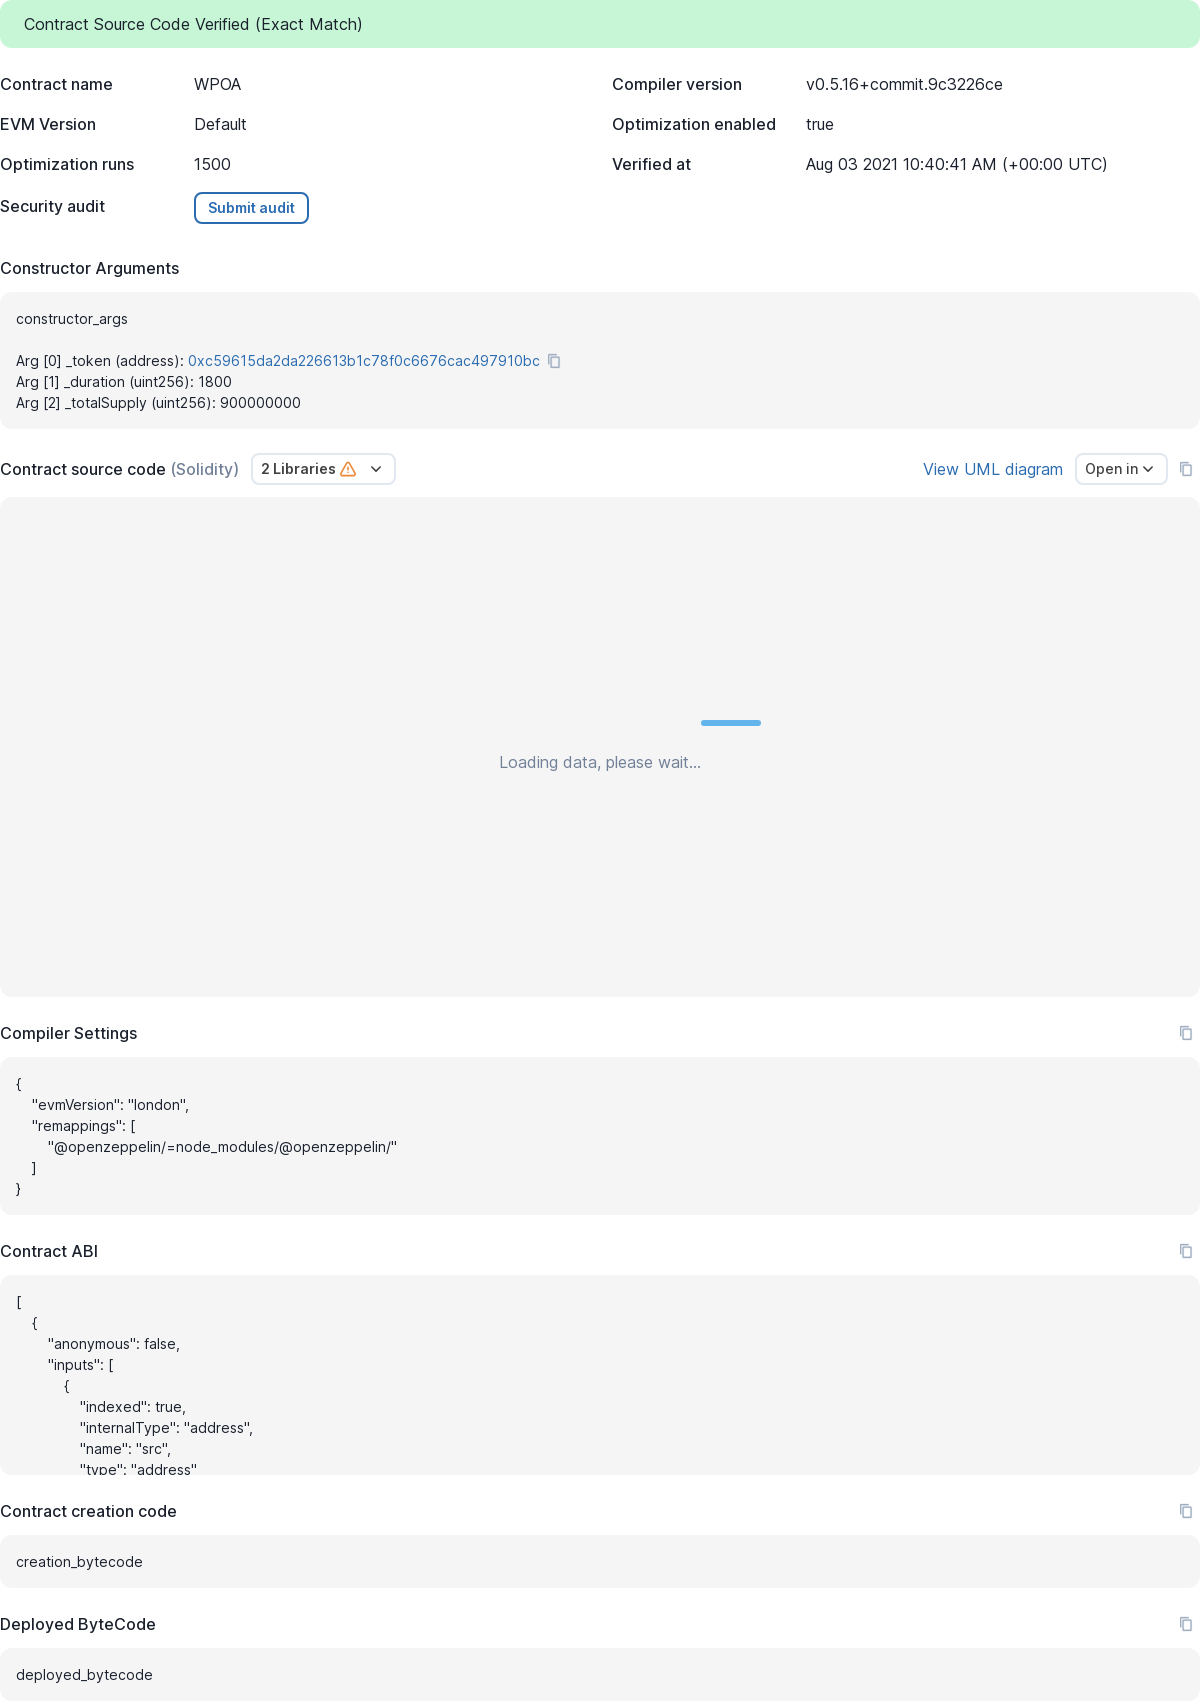 Contract Source Code Verified (Exact Match)
Contract name WPOA Compiler version v0.5.16+commit.9c3226ce
EVM Version Default Optimization enabled true
Optimization runs 1500 Verified at Aug 03 2021 10:40:41 AM (+00:00 UTC)
Security audit Submit audit
Constructor Arguments
constructor_args
Arg [0] _token (address): 0xc59615da2da226613b1c78f0c6676cac497910bc
Arg [1] _duration (uint256): 1800
Arg [2] _totalSupply (uint256): 900000000
Contract source code (Solidity) 2 Libraries View UML diagram Open in
Loading data, please wait...
Compiler Settings
{
    "evmVersion": "london",
    "remappings": [
        "@openzeppelin/=node_modules/@openzeppelin/"
    ]
}
Contract ABI
[
    {
        "anonymous": false,
        "inputs": [
            {
                "indexed": true,
                "internalType": "address",
                "name": "src",
                "type": "address"
Contract creation code
creation_bytecode
Deployed ByteCode
deployed_bytecode